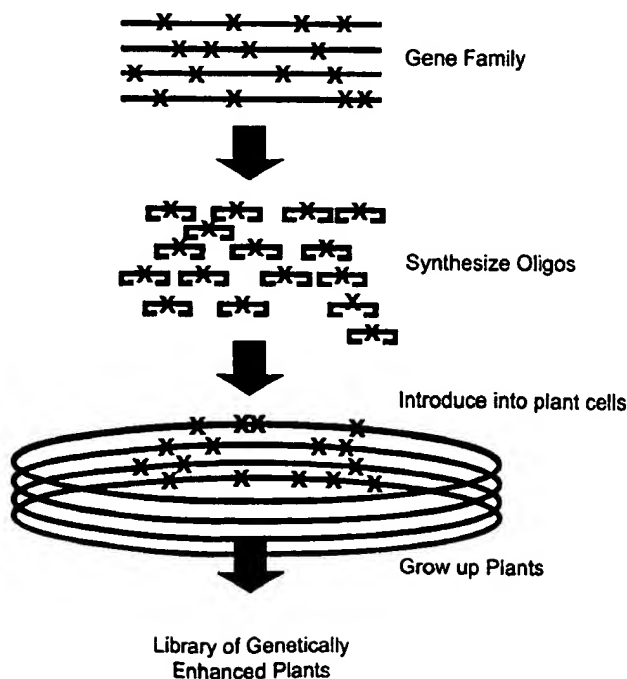 Gene Family
Synthesize Oligos
Introduce into plant cells
Grow up Plants
Library of Genetically
Enhanced Plants